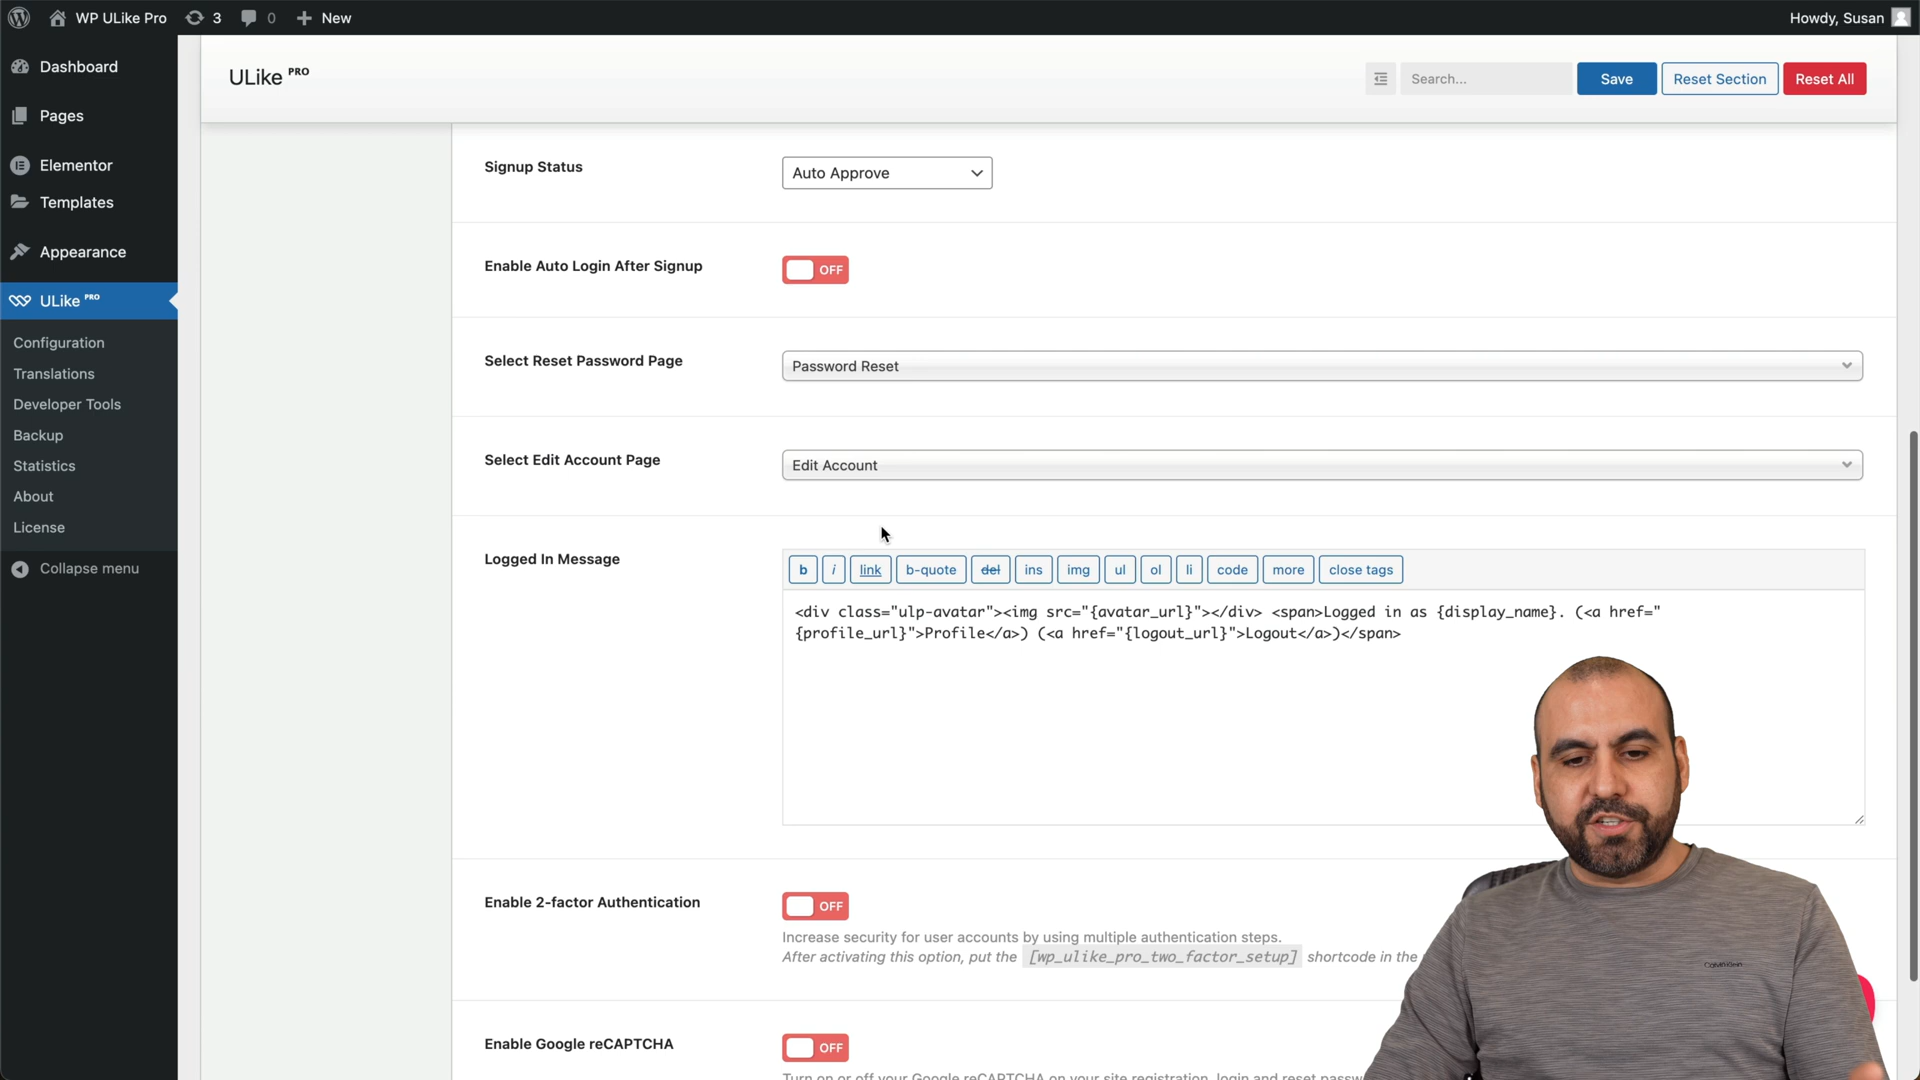 WP ULike Pro 3 0 New Howdy, Susan
Dashboard
Pages
Elementor
Templates
Appearance
ULike PRO
Configuration
Translations
Developer Tools
Backup
Statistics
About
License
Collapse menu
ULike PRO Search... Save Reset Section Reset All
Signup Status Auto Approve
Enable Auto Login After Signup OFF
Select Reset Password Page Password Reset
Select Edit Account Page Edit Account
Logged In Message b i link b-quote del ins img ul ol li code more close tags
<div class="ulp-avatar"><img src="{avatar_url}"></div> <span>Logged in as {display_name}. (<a href="
{profile_url}">Profile</a>) (<a href="{logout_url}">Logout</a>)</span>
Enable 2-factor Authentication OFF
Increase security for user accounts by using multiple authentication steps.
After activating this option, put the [wp_ulike_pro_two_factor_setup] shortcode in the
Calvin Klein
Enable Google reCAPTCHA OFF
Turn on or off your Google reCAPTCHA on your site registration, login and reset